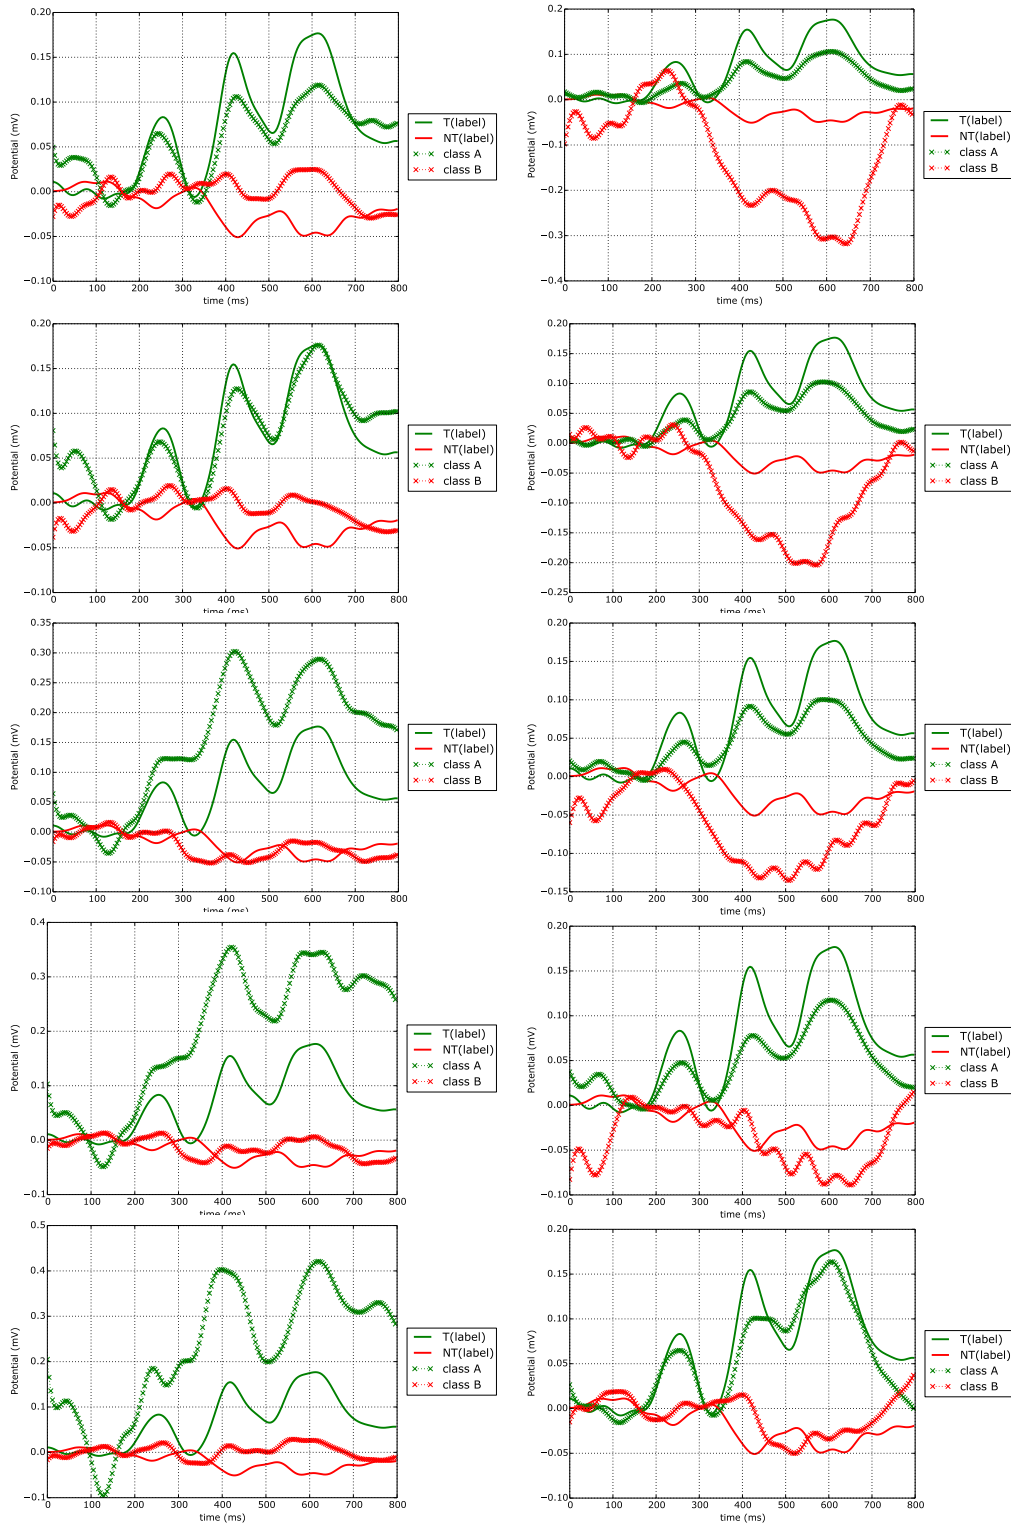 0.20
0.15
0.10
0.05
0.00
−0.05
−0.10
Potential (mV)
0 100 200 300 400 500 600 700 800
time (ms)
T(label)
NT(label)
class A
class B
0.2
0.1
0.0
−0.1
−0.2
−0.3
−0.4
Potential (mV)
0 100 200 300 400 500 600 700 800
time (ms)
T(label)
NT(label)
class A
class B
0.20
0.15
0.10
0.05
0.00
−0.05
−0.10
Potential (mV)
0 100 200 300 400 500 600 700 800
time (ms)
T(label)
NT(label)
class A
class B
0.20
0.15
0.10
0.05
0.00
−0.05
−0.10
−0.15
−0.20
−0.25
Potential (mV)
0 100 200 300 400 500 600 700 800
time (ms)
T(label)
NT(label)
class A
class B
0.35
0.30
0.25
0.20
0.15
0.10
0.05
0.00
−0.05
−0.10
Potential (mV)
0 100 200 300 400 500 600 700 800
time (ms)
T(label)
NT(label)
class A
class B
0.20
0.15
0.10
0.05
0.00
−0.05
−0.10
−0.15
Potential (mV)
0 100 200 300 400 500 600 700 800
time (ms)
T(label)
NT(label)
class A
class B
0.4
0.3
0.2
0.1
0.0
−0.1
Potential (mV)
0 100 200 300 400 500 600 700 800
time (ms)
T(label)
NT(label)
class A
class B
0.20
0.15
0.10
0.05
0.00
−0.05
−0.10
Potential (mV)
0 100 200 300 400 500 600 700 800
time (ms)
T(label)
NT(label)
class A
class B
0.5
0.4
0.3
0.2
0.1
0.0
−0.1
Potential (mV)
0 100 200 300 400 500 600 700 800
time (ms)
T(label)
NT(label)
class A
class B
0.20
0.15
0.10
0.05
0.00
−0.05
−0.10
Potential (mV)
0 100 200 300 400 500 600 700 800
time (ms)
T(label)
NT(label)
class A
class B